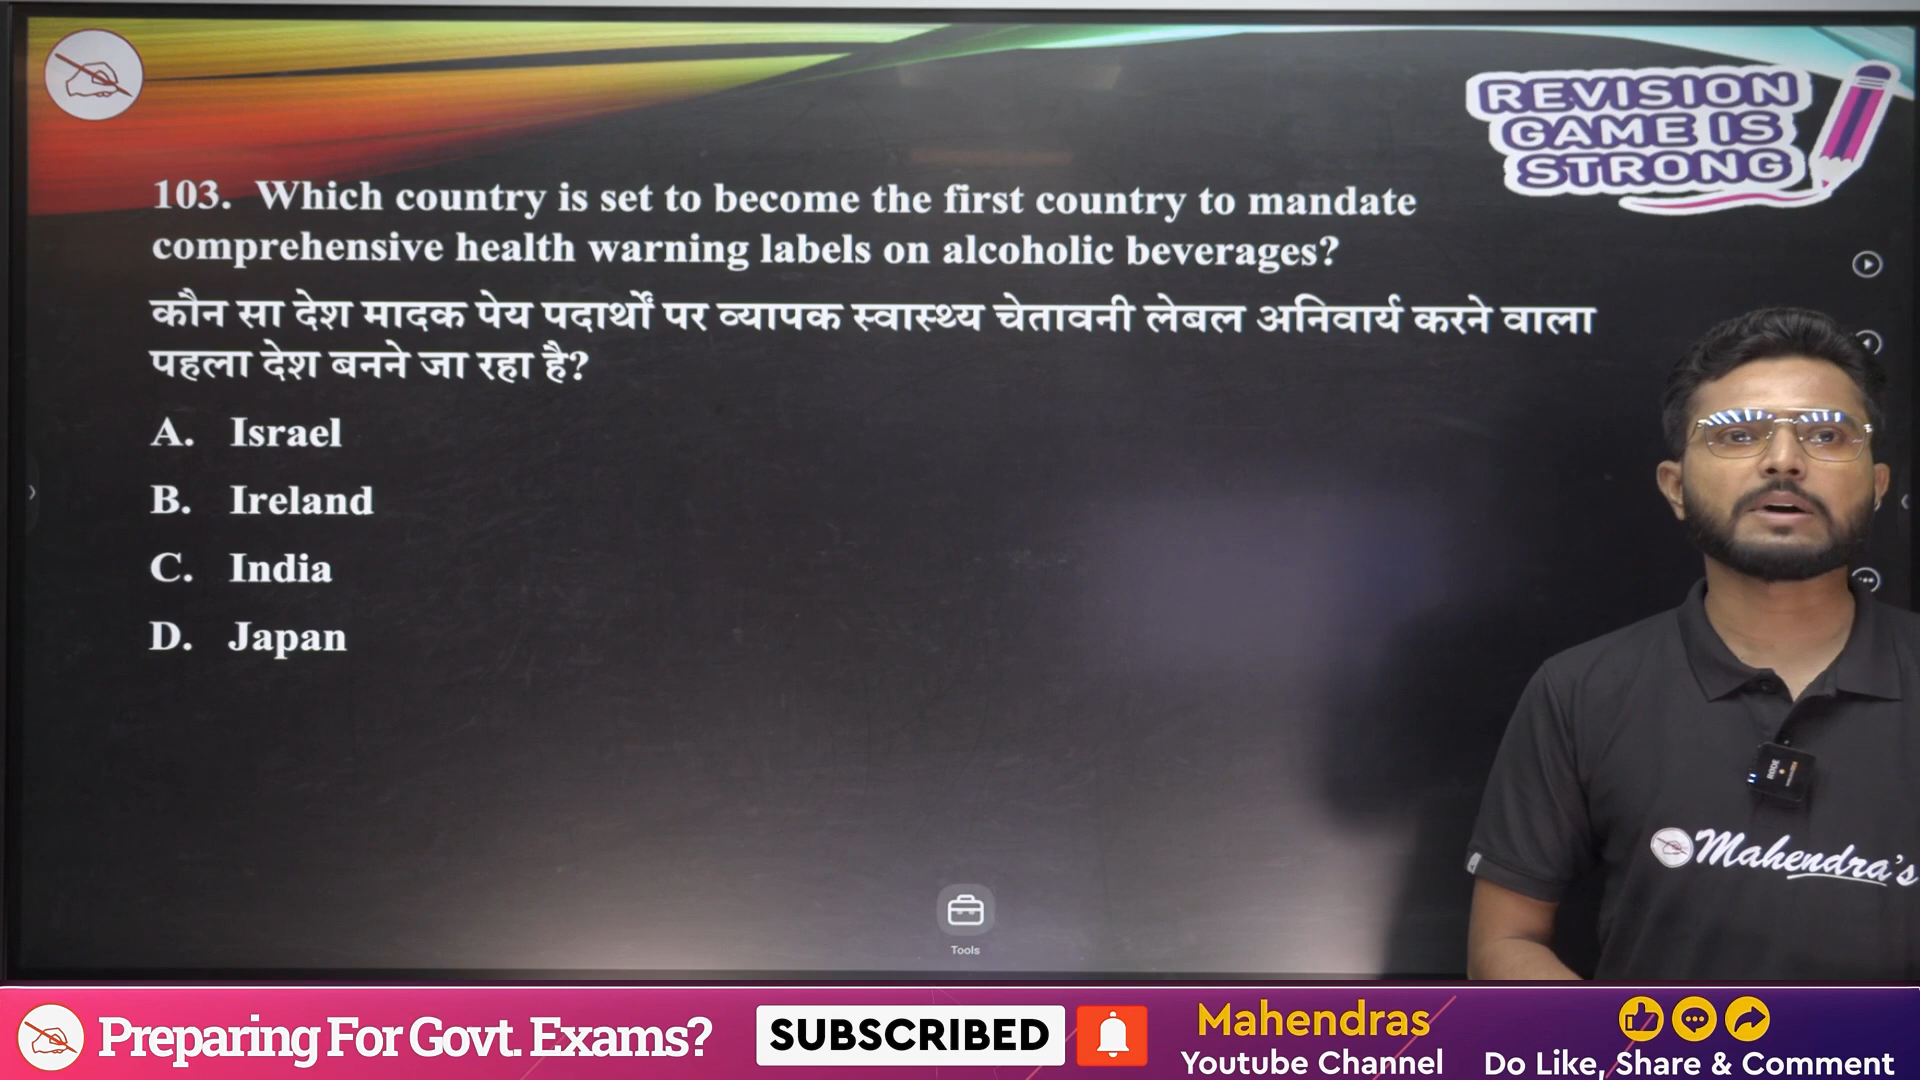 REVISION
GAME IS
STRONG
103. Which country is set to become the first country to mandate
comprehensive health warning labels on alcoholic beverages?
कौन सा देश मादक पेय पदार्थों पर व्यापक स्वास्थ्य चेतावनी लेबल अनिवार्य करने वाला
पहला देश बनने जा रहा है?
A. Israel
B. Ireland
C. India
D. Japan
RODE
Mahendra's
Tools
Preparing For Govt. Exams?
SUBSCRIBED
Mahendras
Youtube Channel
Do Like, Share & Comment